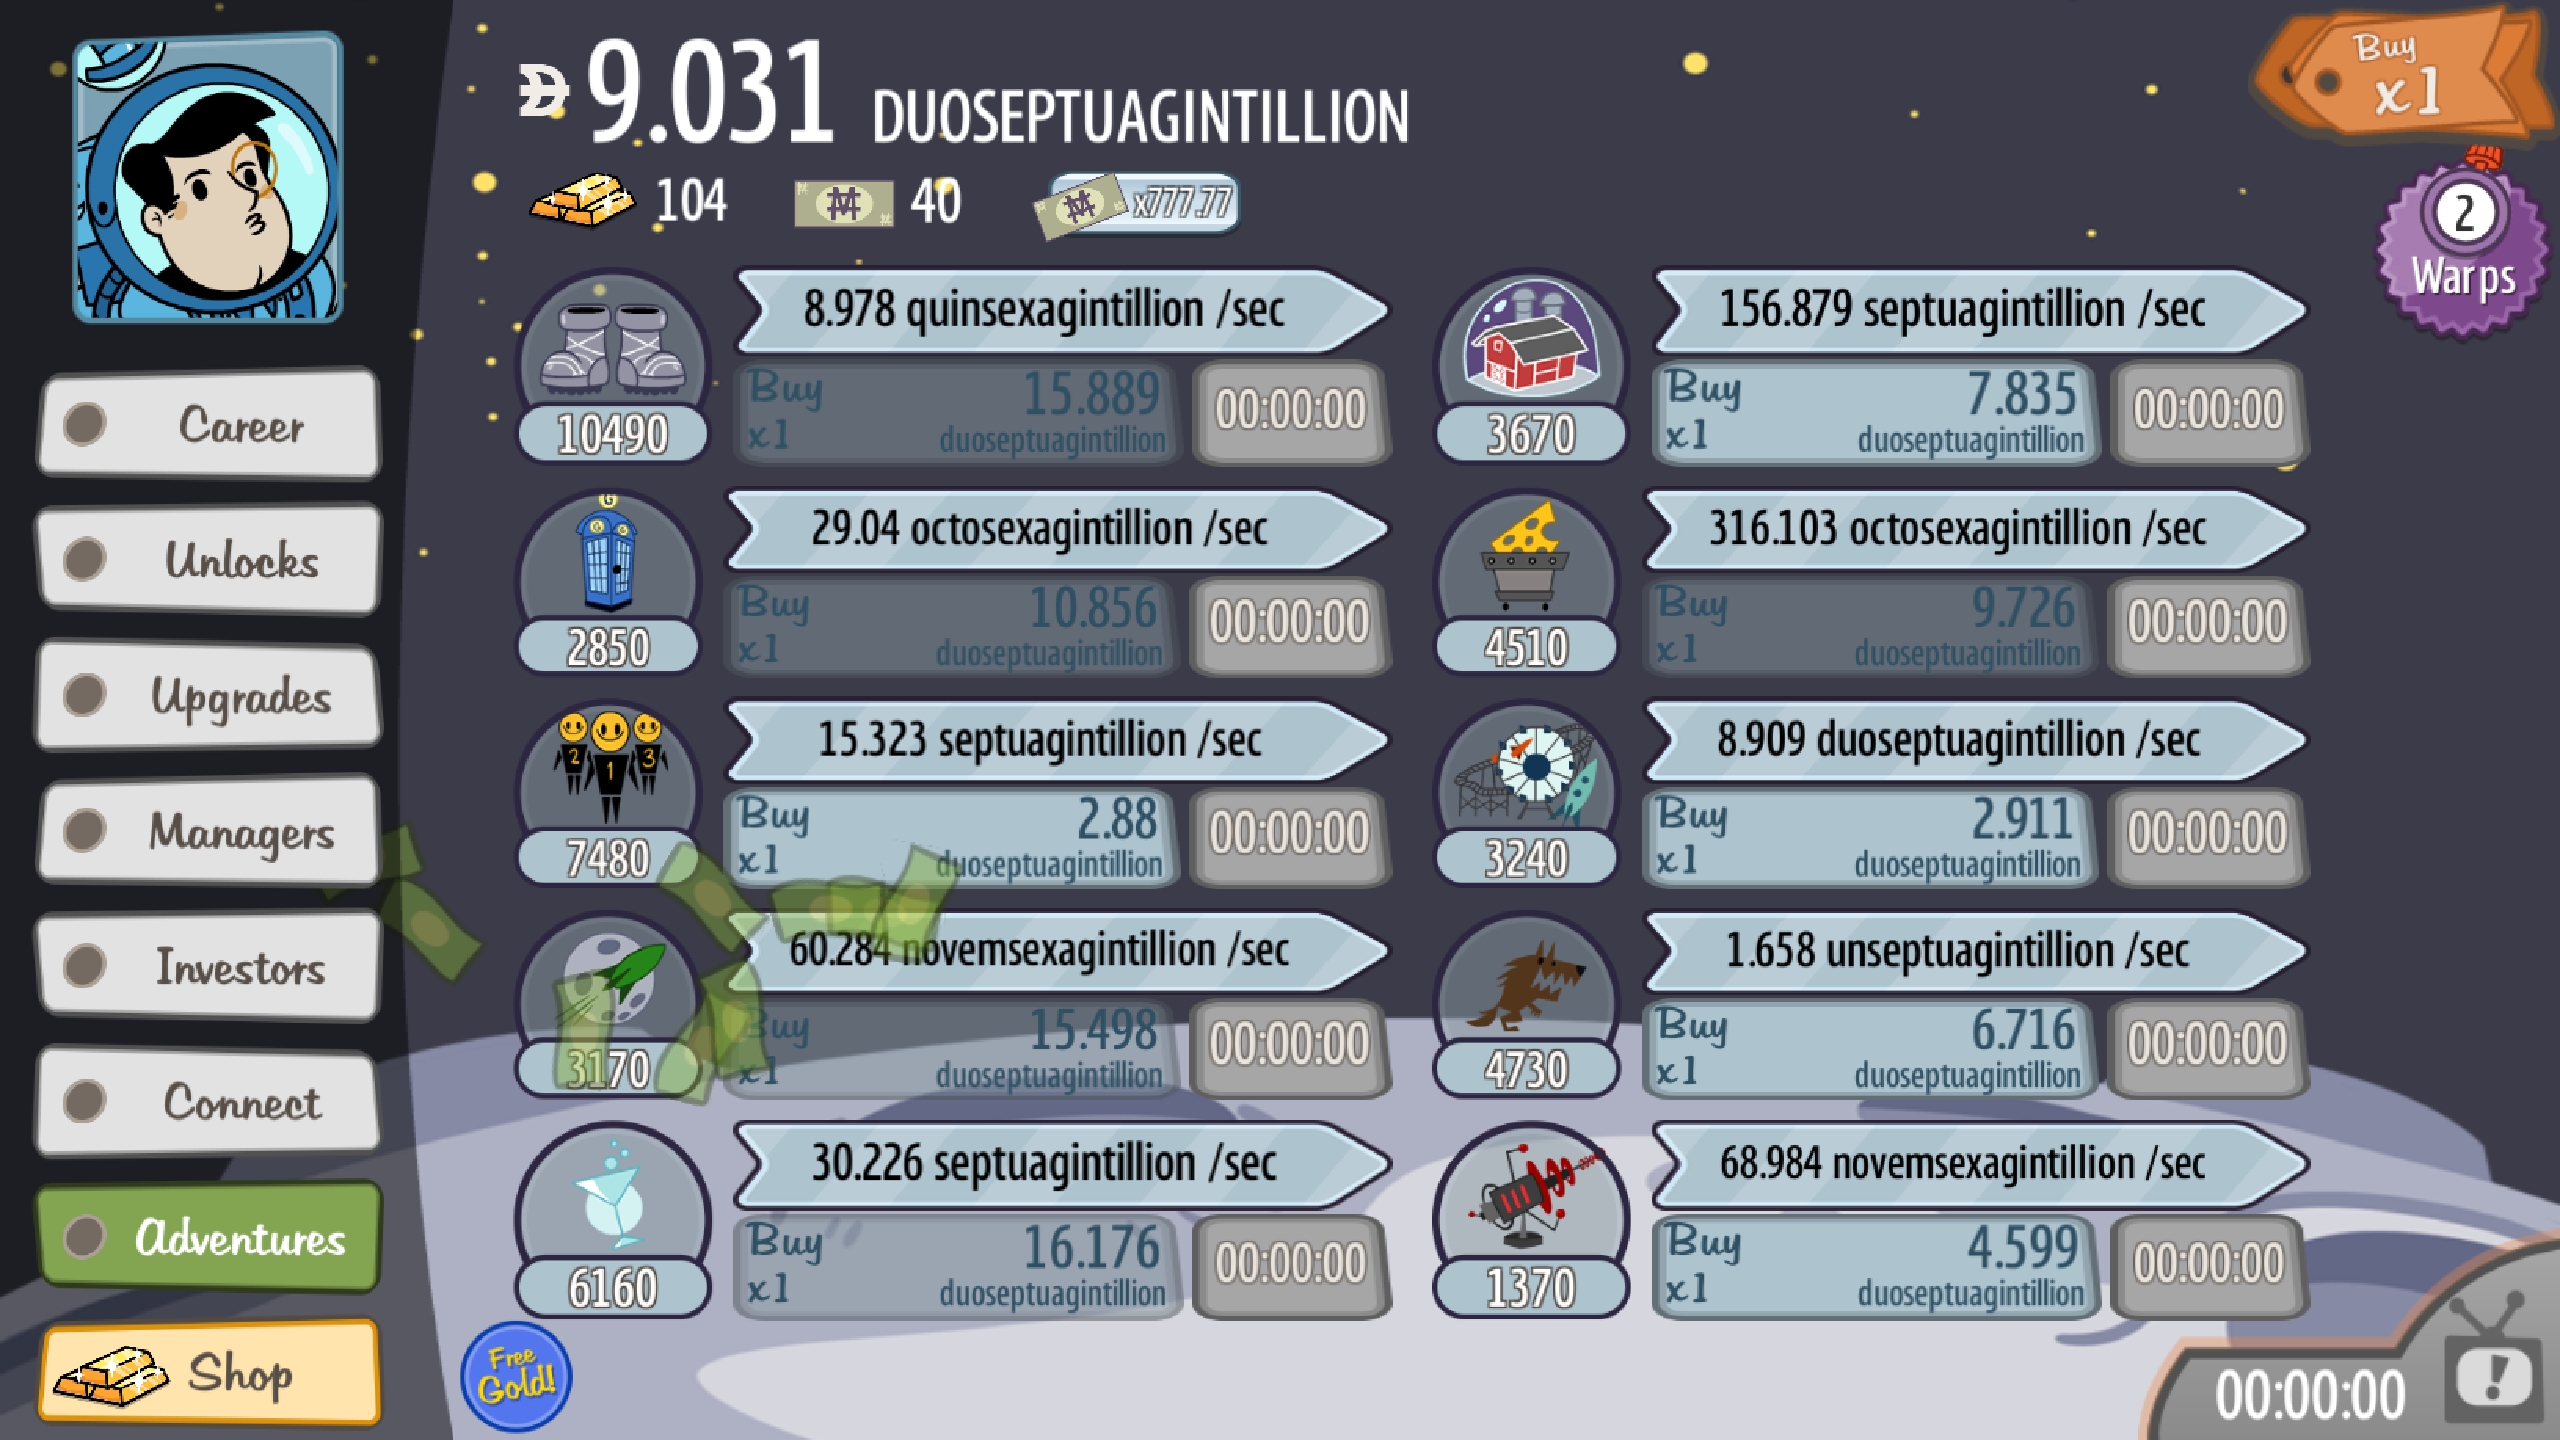 9.031 DUOSEPTUAGINTILLION
104 40 x777.77
Buy
x1
2
Warps
Career
Unlocks
Upgrades
Managers
Investors
Connect
Adventures
Shop
8.978 quinsexagintillion /sec
Buy 15.889
x1 duoseptuagintillion
00:00:00
10490
156.879 septuagintillion /sec
Buy 7.835
x1 duoseptuagintillion
00:00:00
3670
G
G G
29.04 octosexagintillion /sec
Buy 10.856
x1 duoseptuagintillion
00:00:00
2850
316.103 octosexagintillion /sec
Buy 9.726
x1 duoseptuagintillion
00:00:00
4510
2 1 3
15.323 septuagintillion /sec
Buy 2.88
x1 duoseptuagintillion
00:00:00
7480
8.909 duoseptuagintillion /sec
Buy 2.911
x1 duoseptuagintillion
00:00:00
3240
60.284 novemsexagintillion /sec
Buy 15.498
x1 duoseptuagintillion
00:00:00
3170
1.658 unseptuagintillion /sec
Buy 6.716
x1 duoseptuagintillion
00:00:00
4730
30.226 septuagintillion /sec
Buy 16.176
x1 duoseptuagintillion
00:00:00
6160
68.984 novemsexagintillion /sec
Buy 4.599
x1 duoseptuagintillion
00:00:00
1370
Free
Gold!
00:00:00
!